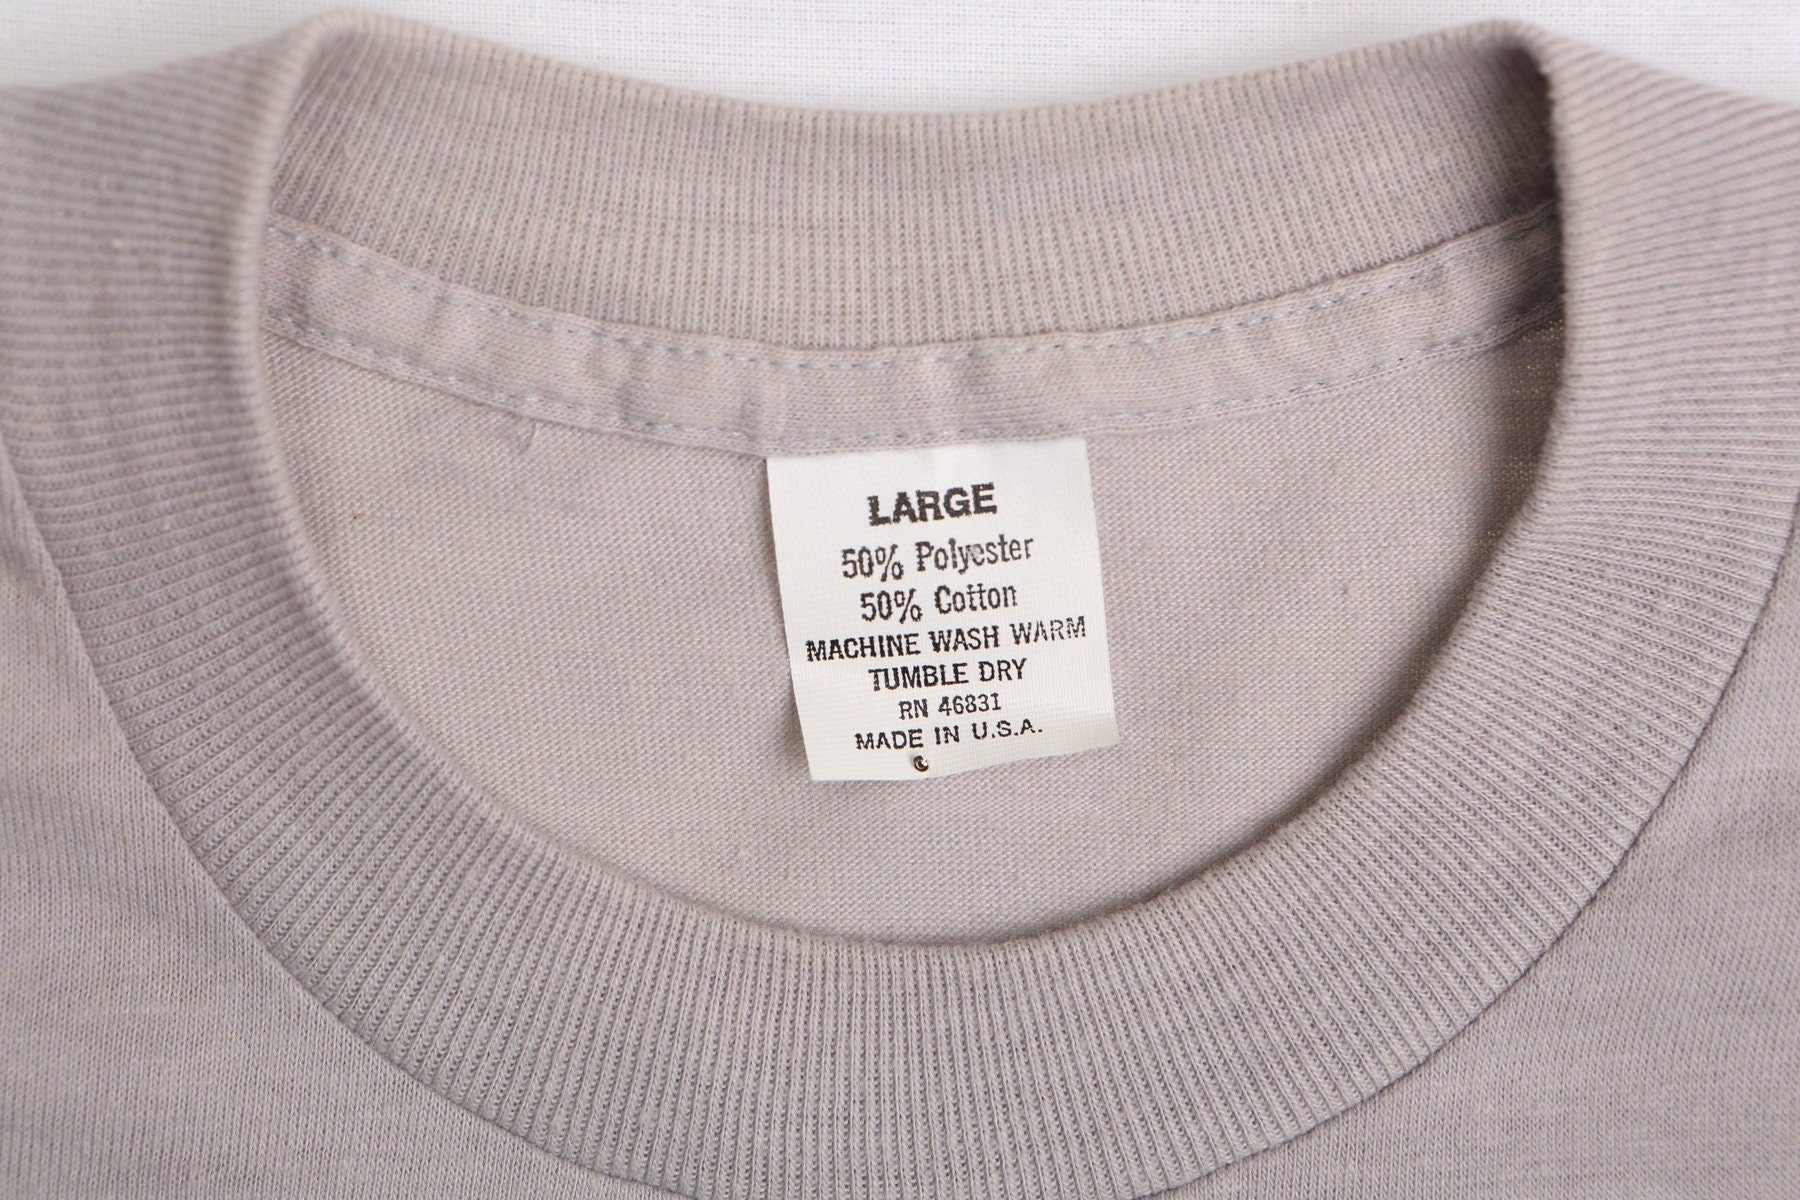 LARGE
50% Polyester
50% Cotton
MACHINE WASH WARM
TUMBLE DRY
RN 46831
MADE IN U.S.A.